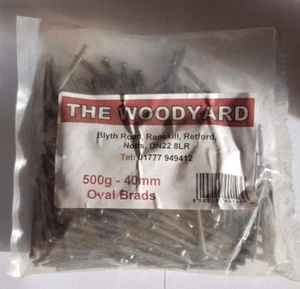 THE WOODYARD
Blyth Road, Ranskill, Retford,
Notts, DN22 8LR
Tel: 01777 949412
500g - 40mm
Oval Brads